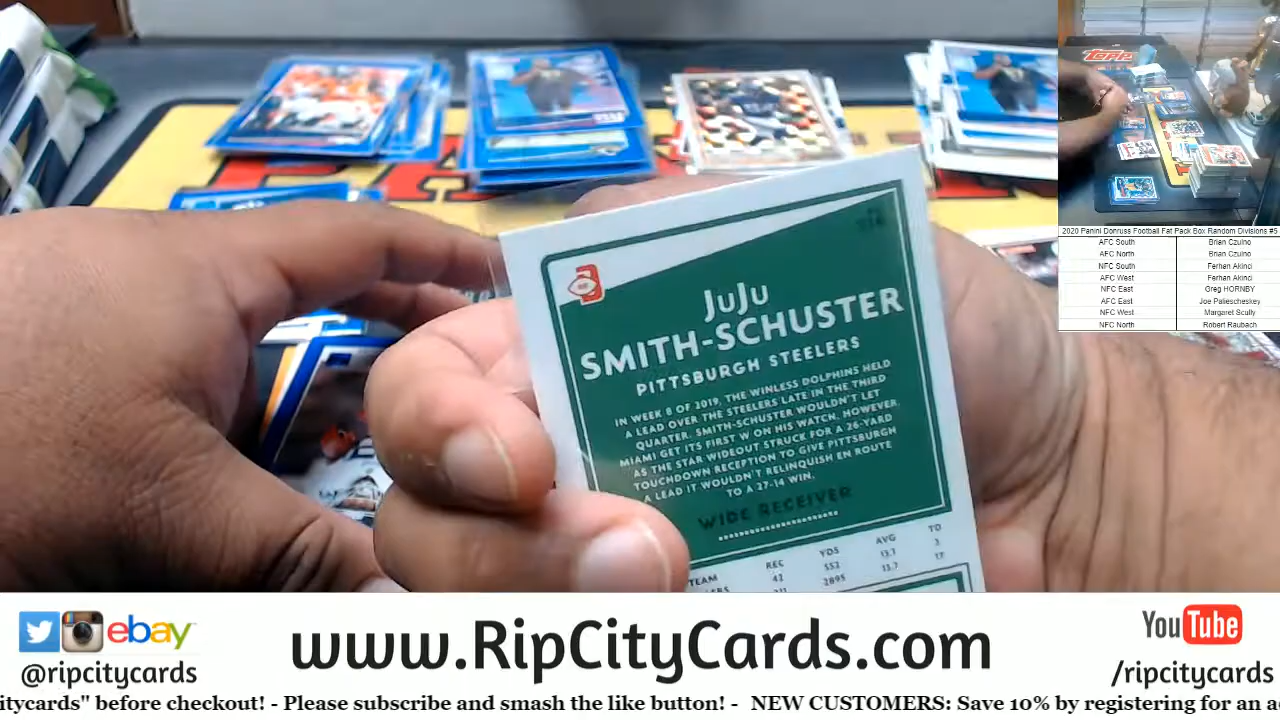 TOPPS
2020 Panini Donruss Football Fat Pack Box Random Divisions #5
AFC South Brian Czuino
AFC North Brian Czuino
NFC South Ferhan Akinci
AFC West Ferhan Akinci
NFC East Greg HORNBY
AFC East Joe Paliescheskey
NFC West Margaret Scully
NFC North Robert Raubach
JuJu
SMITH-SCHUSTER
PITTSBURGH STEELERS
IN WEEK 8 OF 2019, THE WINLESS DOLPHINS HELD
A LEAD OVER THE STEELERS LATE IN THE THIRD
QUARTER. SMITH-SCHUSTER WOULDN'T LET
MIAMI GET ITS FIRST W ON HIS WATCH, HOWEVER,
AS THE STAR WIDEOUT STRUCK FOR A 26-YARD
TOUCHDOWN RECEPTION TO GIVE PITTSBURGH
A LEAD IT WOULDN'T RELINQUISH EN ROUTE
TO A 27-14 WIN.
WIDE RECEIVER
TEAM REC YDS AVG TD
42 552 13.1 3
2895
ebay
@ripcitycards
www.RipCityCards.com
YouTube
/ripcitycards
itycards" before checkout! - Please subscribe and smash the like button! - NEW CUSTOMERS: Save 10% by registering for an a